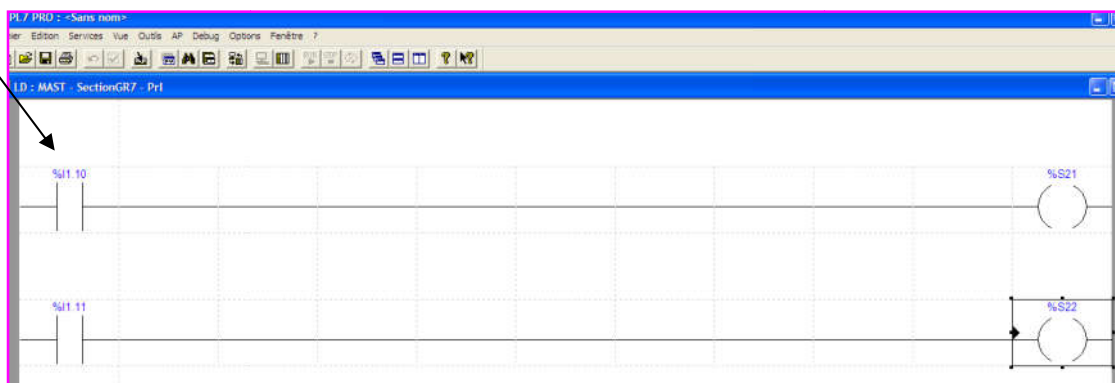 PL7 PRO : <Sans nom>
er Edition Services Vue Outils AP Debug Options Fenêtre ?
LD : MAST - SectionGR7 - Prl
%I1.10 %S21
%I1.11 %S22